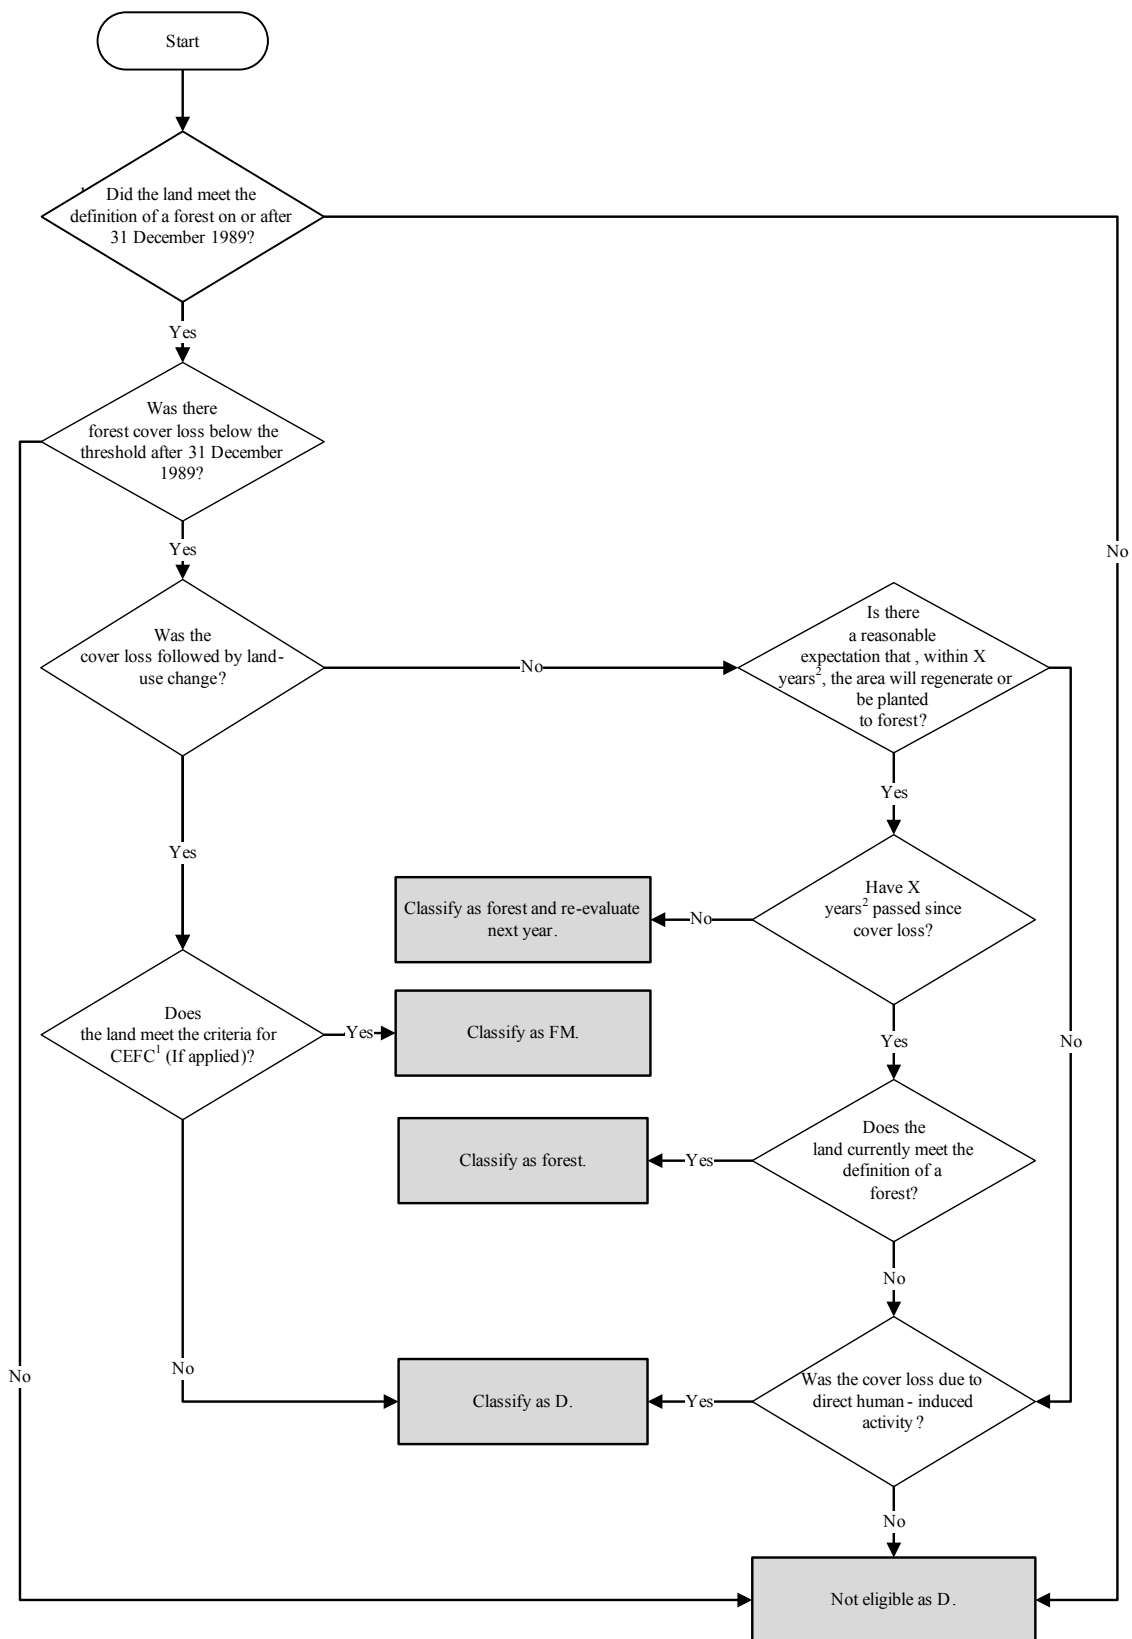 Start
Did the land meet the
definition of a forest on or after
31 December 1989?
Yes
Was there
forest cover loss below the
threshold after 31 December
1989?
Yes
No
Was the
cover loss followed by land-
use change?
No
Is there
a reasonable
expectation that , within X
years², the area will regenerate or
be planted
to forest?
Yes
Yes
Have X
years² passed since
cover loss?
No
Classify as forest and re-evaluate
next year.
Does
the land meet the criteria for
CEFC¹ (If applied)?
Yes
Classify as FM.
Yes
No
Does the
land currently meet the
definition of a
forest?
Yes
Classify as forest.
No
No
Was the cover loss due to
direct human - induced
activity ?
Yes
Classify as D.
No
No
Not eligible as D.